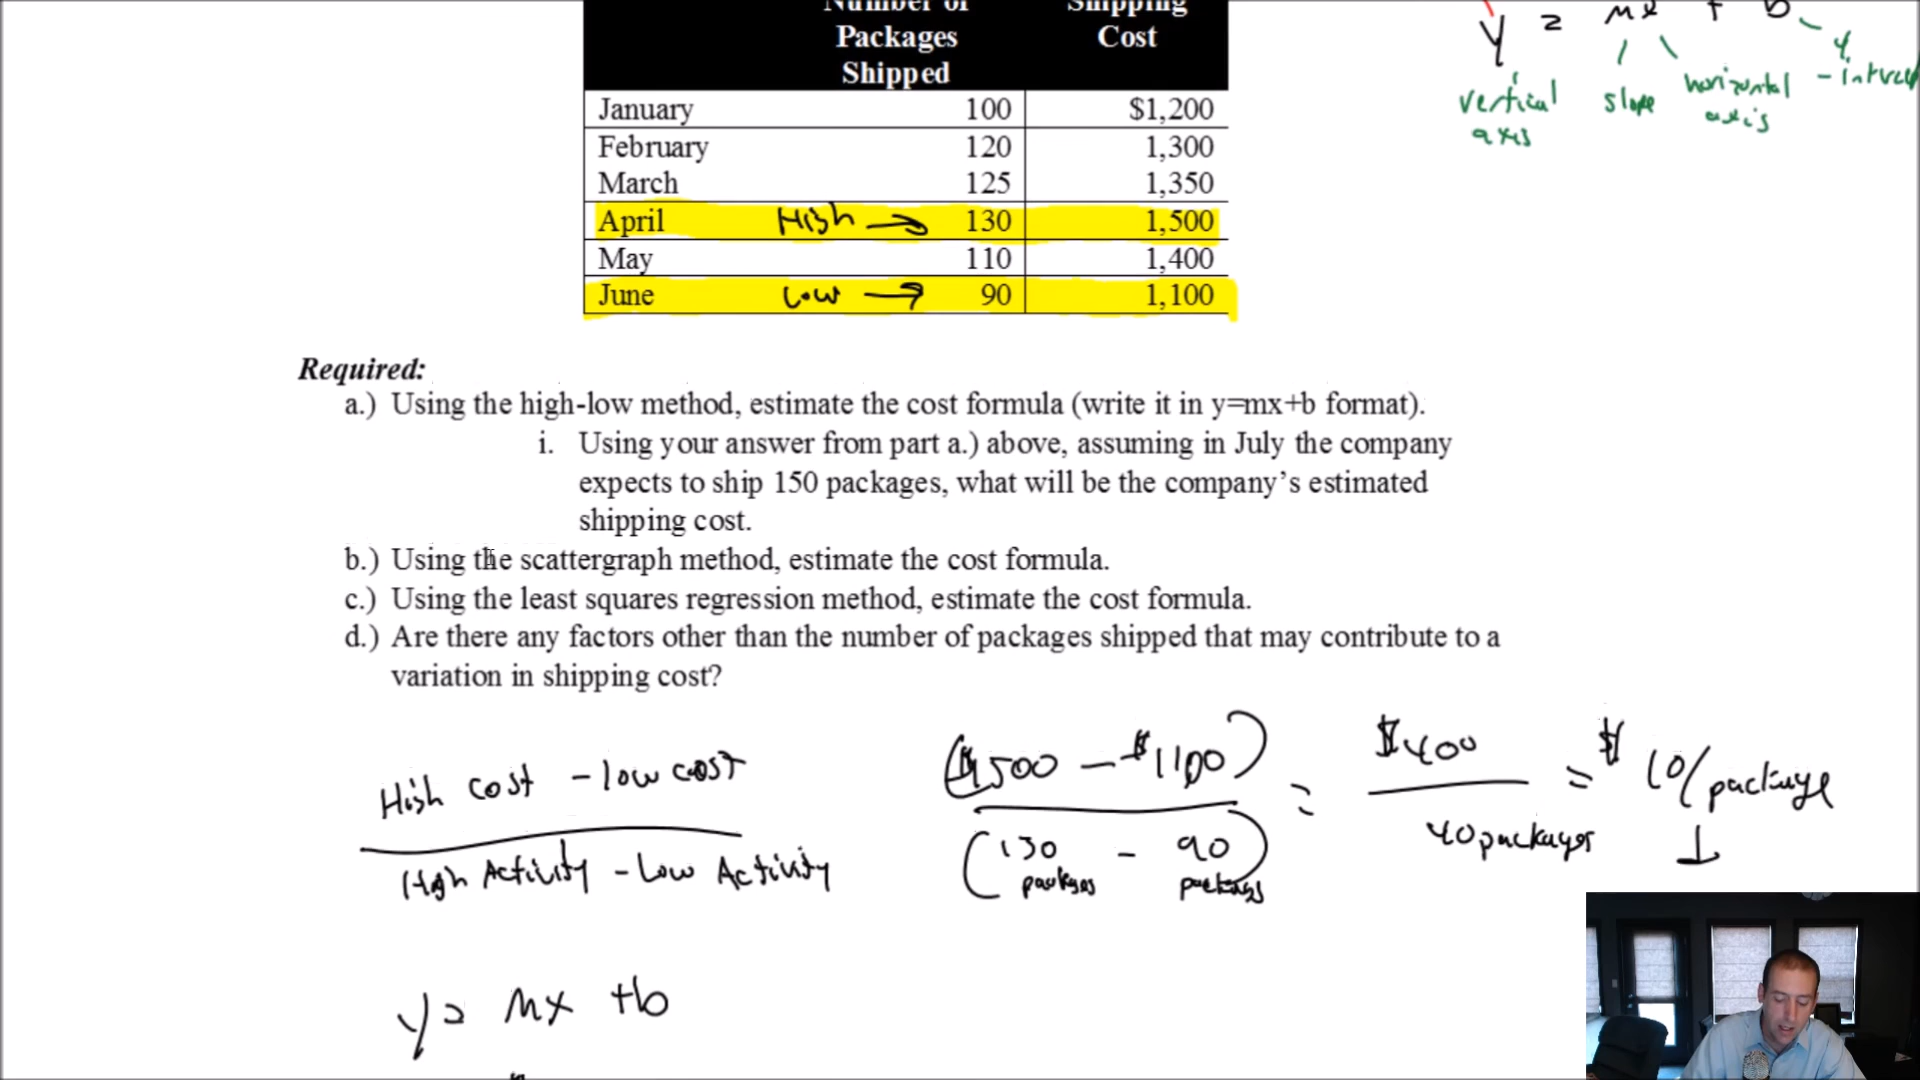 Number of Shipping
Packages Cost
Shipped
January 100 $1,200
February 120 1,300
March 125 1,350
April High → 130 1,500
May 110 1,400
June Low → 90 1,100
y = mx + b
vertical axis
slope
horizontal axis
y-intercep
Required:
a.) Using the high-low method, estimate the cost formula (write it in y=mx+b format).
i. Using your answer from part a.) above, assuming in July the company
expects to ship 150 packages, what will be the company's estimated
shipping cost.
b.) Using the scattergraph method, estimate the cost formula.
c.) Using the least squares regression method, estimate the cost formula.
d.) Are there any factors other than the number of packages shipped that may contribute to a
variation in shipping cost?
High cost - low cost
High Activity - Low Activity
($1500 - $1100) = $400 = $10/package
(130 packages - 90 packages) 40 packages
y = mx + b